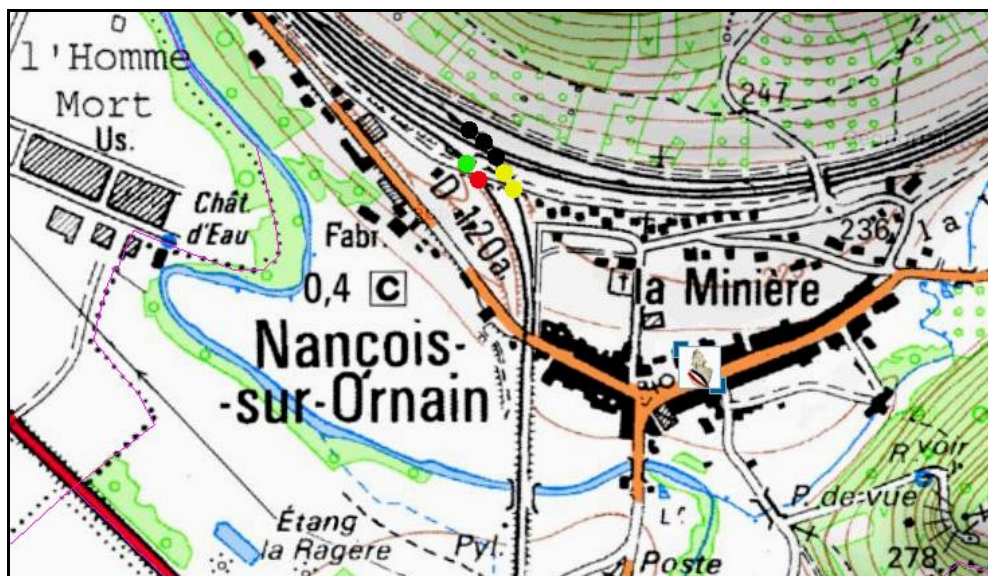 l'Homme
Mort
Us.
247
Chât.
d'Eau
Fabr.
D 120a
236
la Minière
0,4 C
Nançois-
-sur-Ornain
R voir
P. de-vue
Étang
la Ragere
Pyl.
Poste
278